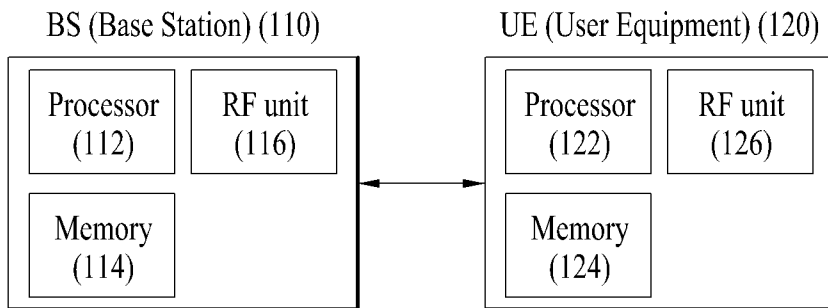 BS (Base Station) (110)
UE (User Equipment) (120)
Processor
(112)
RF unit
(116)
Memory
(114)
Processor
(122)
RF unit
(126)
Memory
(124)